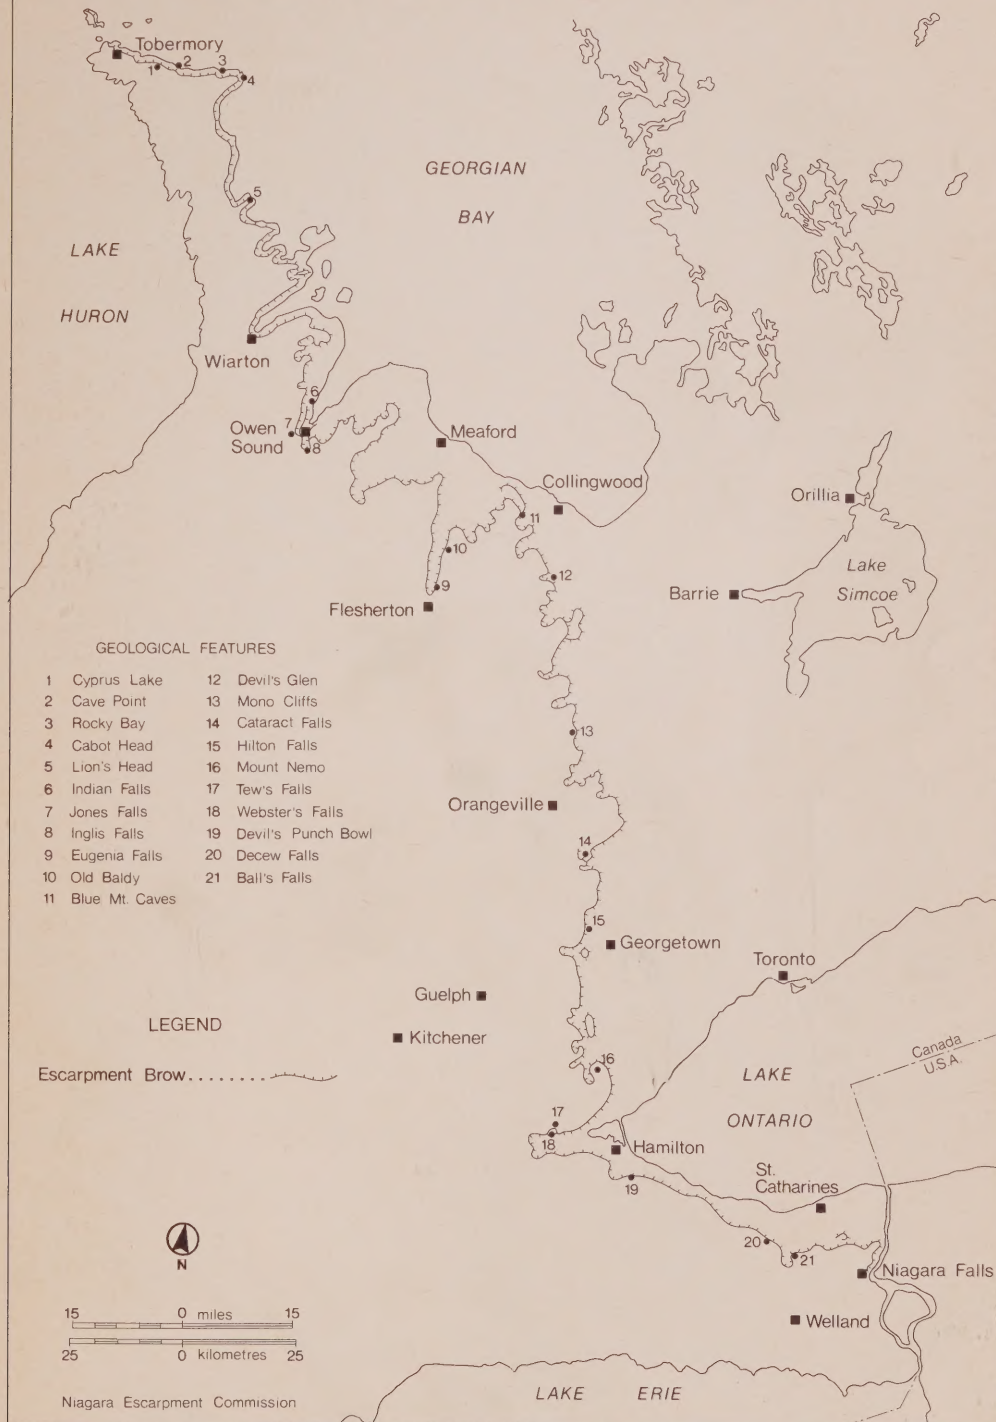 Tobermory
1
2
3
4
GEORGIAN
BAY
5
LAKE
HURON
Wiarton
6
7
Owen
Sound
8
Meaford
Collingwood
11
Orillia
10
12
Lake
Simcoe
9
Barrie
Flesherton
GEOLOGICAL FEATURES
1 Cyprus Lake
2 Cave Point
3 Rocky Bay
4 Cabot Head
5 Lion's Head
6 Indian Falls
7 Jones Falls
8 Inglis Falls
9 Eugenia Falls
10 Old Baldy
11 Blue Mt. Caves
12 Devil's Glen
13 Mono Cliffs
14 Cataract Falls
15 Hilton Falls
16 Mount Nemo
17 Tew's Falls
18 Webster's Falls
19 Devil's Punch Bowl
20 Decew Falls
21 Ball's Falls
13
Orangeville
14
15
Georgetown
Toronto
Guelph
Kitchener
LEGEND
Escarpment Brow........
16
Canada
U.S.A.
LAKE
ONTARIO
17
18
Hamilton
19
St.
Catharines
20
21
Niagara Falls
Welland
N
15 0 miles 15
25 0 kilometres 25
Niagara Escarpment Commission
LAKE ERIE